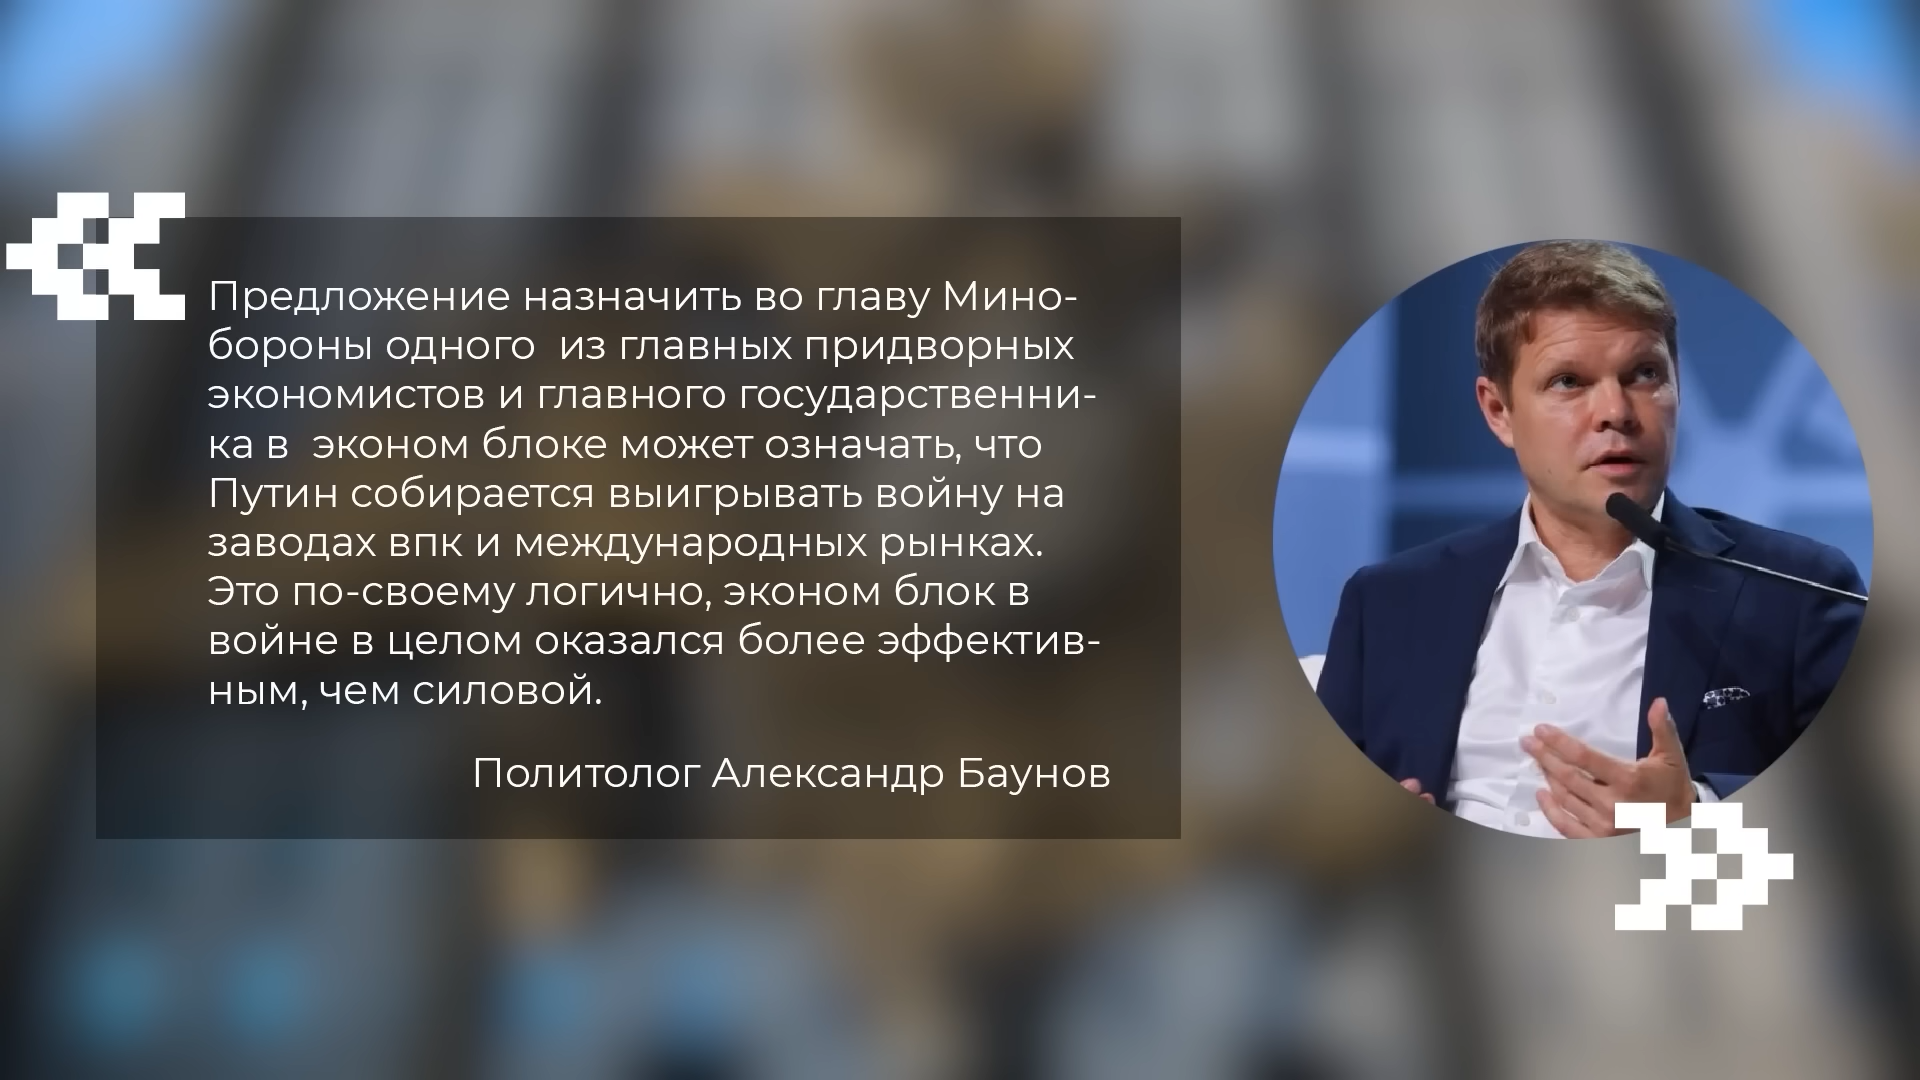 Предложение назначить во главу Мино-
бороны одного  из главных придворных
экономистов и главного государственни-
ка в  эконом блоке может означать, что
Путин собирается выигрывать войну на
заводах впк и международных рынках.
Это по-своему логично, эконом блок в
войне в целом оказался более эффектив-
ным, чем силовой.
Политолог Александр Баунов